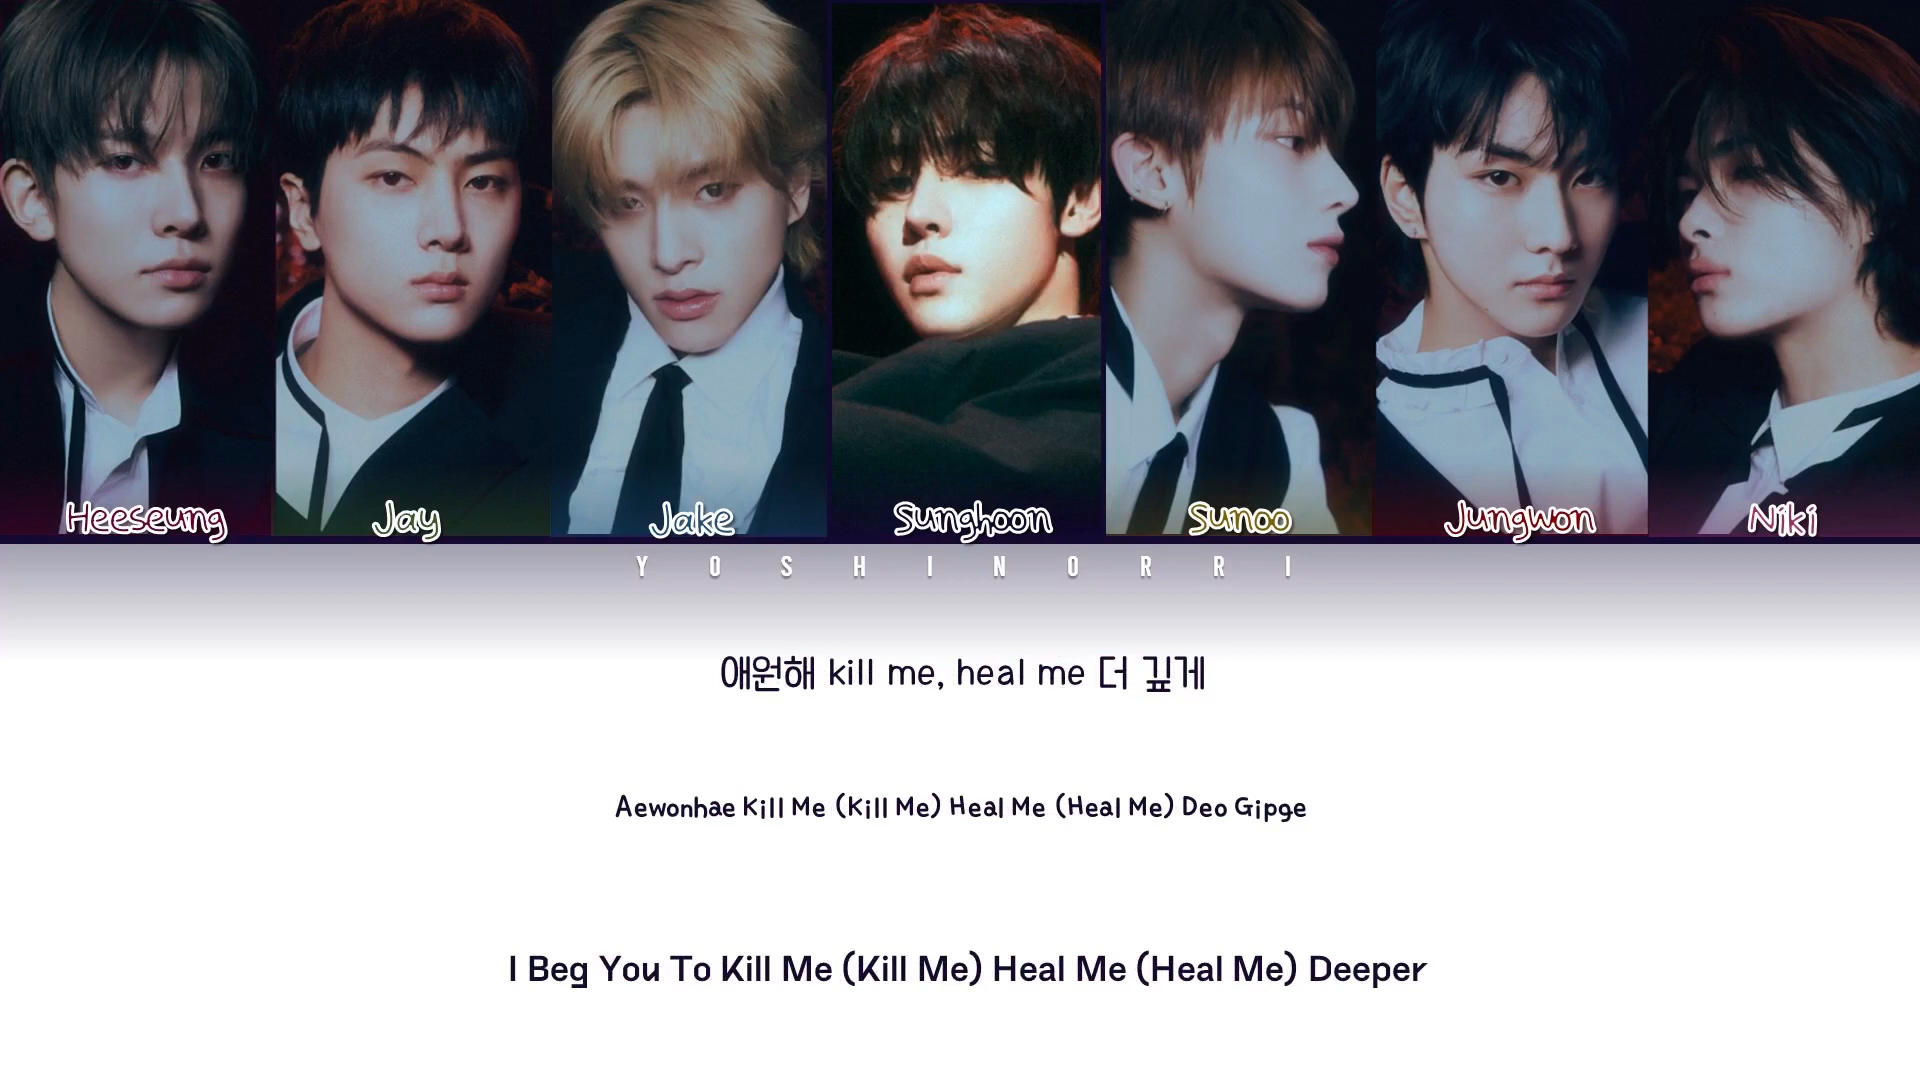 Heeseung Jay Jake Sunghoon Sunoo Jungwon Niki
YOSHINORRI
애원해 kill me, heal me 더 깊게
Aewonhae Kill Me (Kill Me) Heal Me (Heal Me) Deo Gipge
I Beg You To Kill Me (Kill Me) Heal Me (Heal Me) Deeper